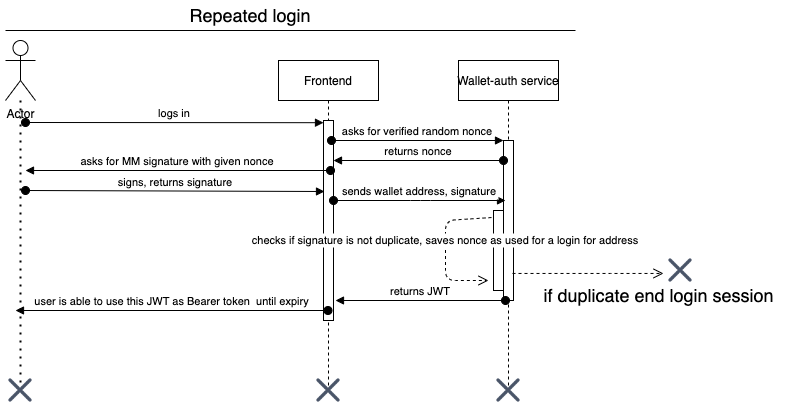 Repeated login
Frontend
Wallet-auth service
Actor
logs in
asks for verified random nonce
returns nonce
asks for MM signature with given nonce
signs, returns signature
sends wallet address, signature
checks if signature is not duplicate, saves nonce as used for a login for address
if duplicate end login session
returns JWT
user is able to use this JWT as Bearer token until expiry